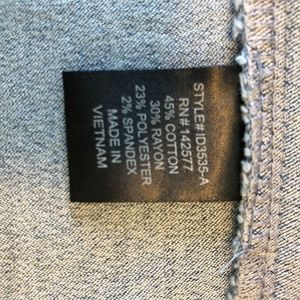 STYLE# ID3535-A
RN# 142577
45% COTTON
30% RAYON
23% POLYESTER
2% SPANDEX
MADE IN
VIETNAM